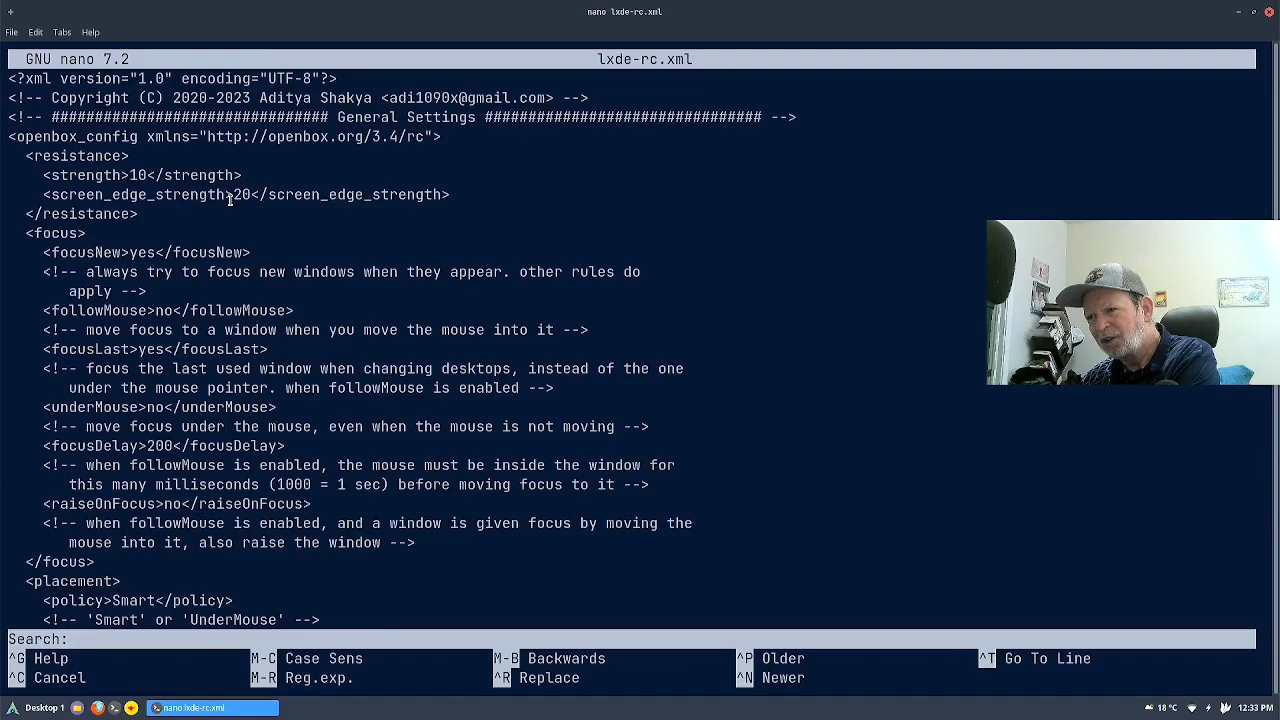 nano lxde-rc.xml
File Edit Tabs Help
GNU nano 7.2 lxde-rc.xml
<?xml version="1.0" encoding="UTF-8"?>
<!-- Copyright (C) 2020-2023 Aditya Shakya <adi1090x@gmail.com> -->
<!-- ################################ General Settings ################################ -->
<openbox_config xmlns="http://openbox.org/3.4/rc">
<resistance>
<strength>10</strength>
<screen_edge_strength>20</screen_edge_strength>
</resistance>
<focus>
<focusNew>yes</focusNew>
<!-- always try to focus new windows when they appear. other rules do
apply -->
<followMouse>no</followMouse>
<!-- move focus to a window when you move the mouse into it -->
<focusLast>yes</focusLast>
<!-- focus the last used window when changing desktops, instead of the one
under the mouse pointer. when followMouse is enabled -->
<underMouse>no</underMouse>
<!-- move focus under the mouse, even when the mouse is not moving -->
<focusDelay>200</focusDelay>
<!-- when followMouse is enabled, the mouse must be inside the window for
this many milliseconds (1000 = 1 sec) before moving focus to it -->
<raiseOnFocus>no</raiseOnFocus>
<!-- when followMouse is enabled, and a window is given focus by moving the
mouse into it, also raise the window -->
</focus>
<placement>
<policy>Smart</policy>
<!-- 'Smart' or 'UnderMouse' -->
Search:
^G Help M-C Case Sens M-B Backwards ^P Older ^T Go To Line
^C Cancel M-R Reg.exp. ^R Replace ^N Newer
Desktop 1 nano lxde-rc.xml 18 °C 12:33 PM